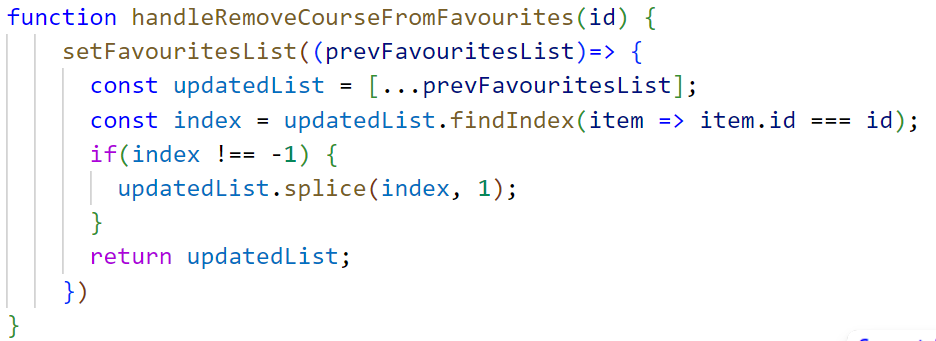 function handleRemoveCourseFromFavourites(id) {
setFavouritesList((prevFavouritesList)=> {
const updatedList = [...prevFavouritesList];
const index = updatedList.findIndex(item => item.id === id);
if(index !== -1) {
updatedList.splice(index, 1);
}
return updatedList;
})
}